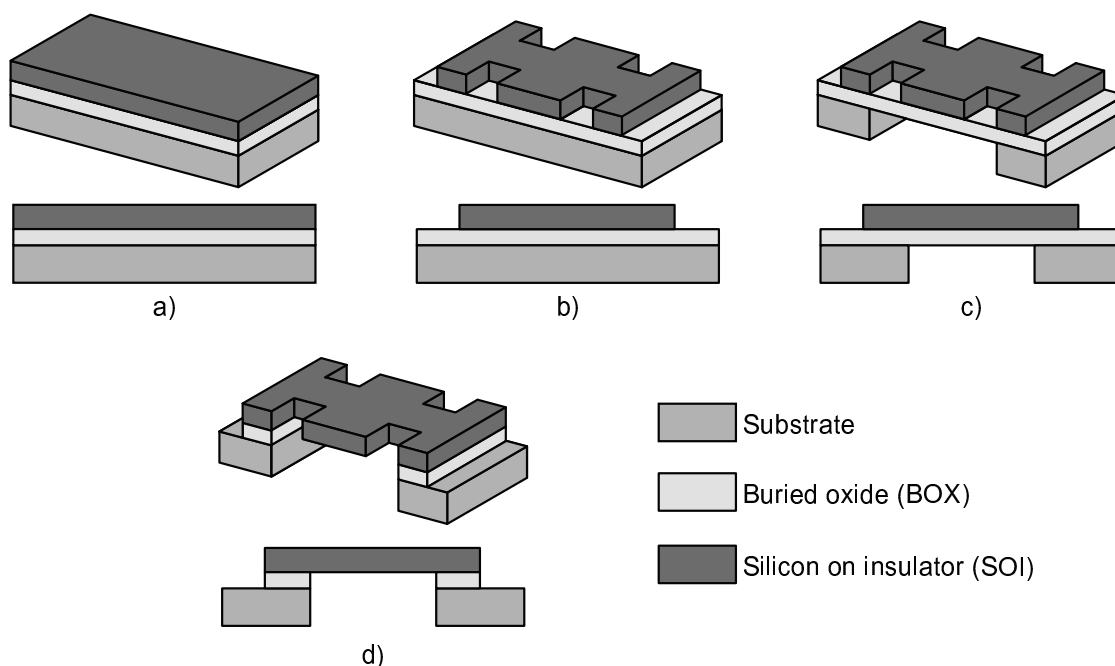 a)
b)
c)
d)
Substrate
Buried oxide (BOX)
Silicon on insulator (SOI)